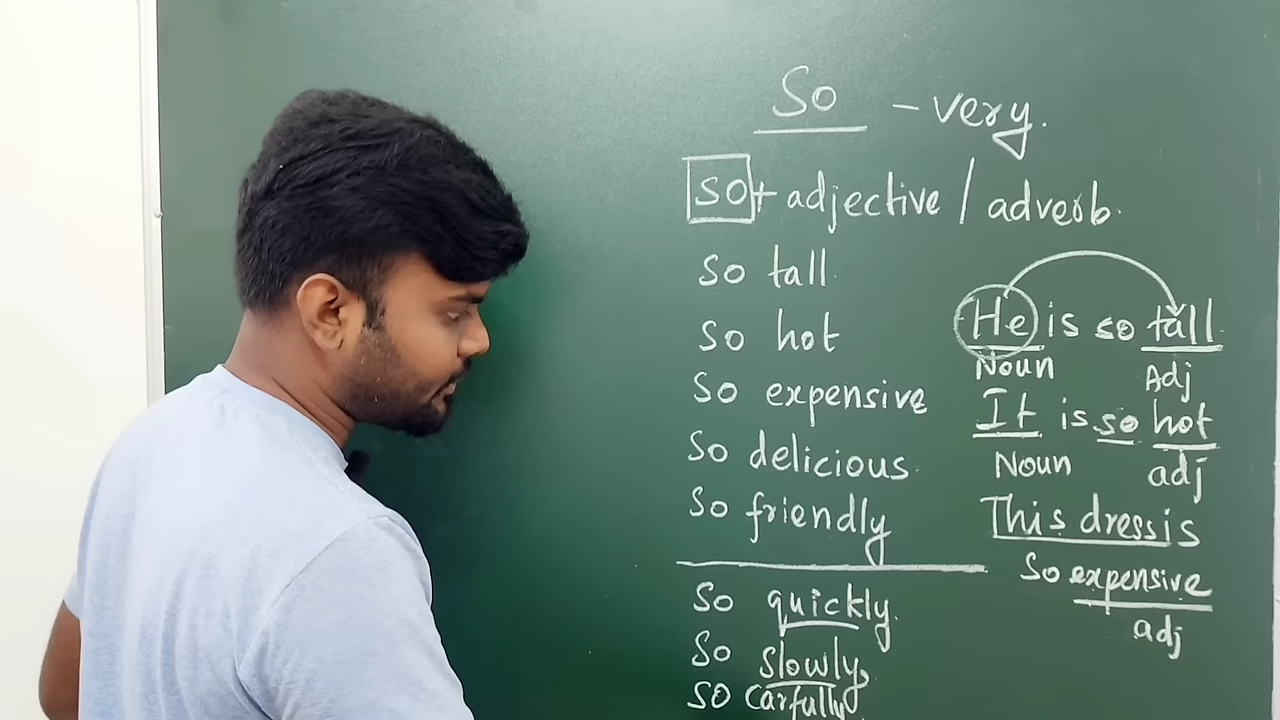 So - very.
so + adjective / adverb.
so tall
so hot
so expensive
so delicious
so friendly
so quickly.
so slowly
so carfully
He is so tall
Noun Adj
It is so hot
Noun adj
This dress is
so expensive
adj